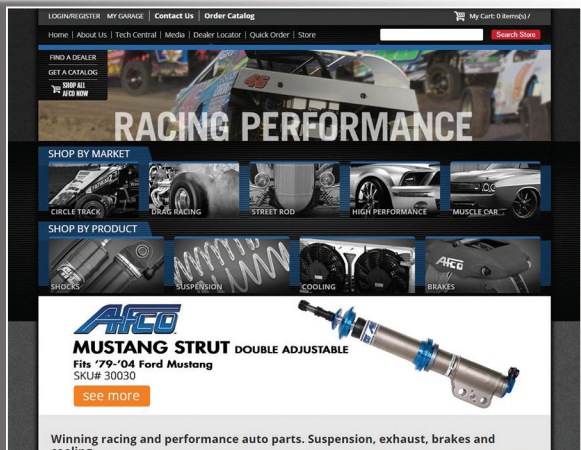 LOGIN/REGISTER MY GARAGE Contact Us Order Catalog My Cart: 0 items(s) /
Home | About Us | Tech Central | Media | Dealer Locator | Quick Order | Store Search Store
FIND A DEALER
GET A CATALOG
SHOP ALL
AFCO NOW
46
RACING PERFORMANCE
SHOP BY MARKET
CIRCLE TRACK DRAG RACING STREET ROD HIGH PERFORMANCE MUSCLE CAR
SHOP BY PRODUCT
SHOCKS SUSPENSION COOLING BRAKES
AFCO
AFCO
MUSTANG STRUT DOUBLE ADJUSTABLE
Fits '79-'04 Ford Mustang
SKU# 30030
see more
Winning racing and performance auto parts. Suspension, exhaust, brakes and